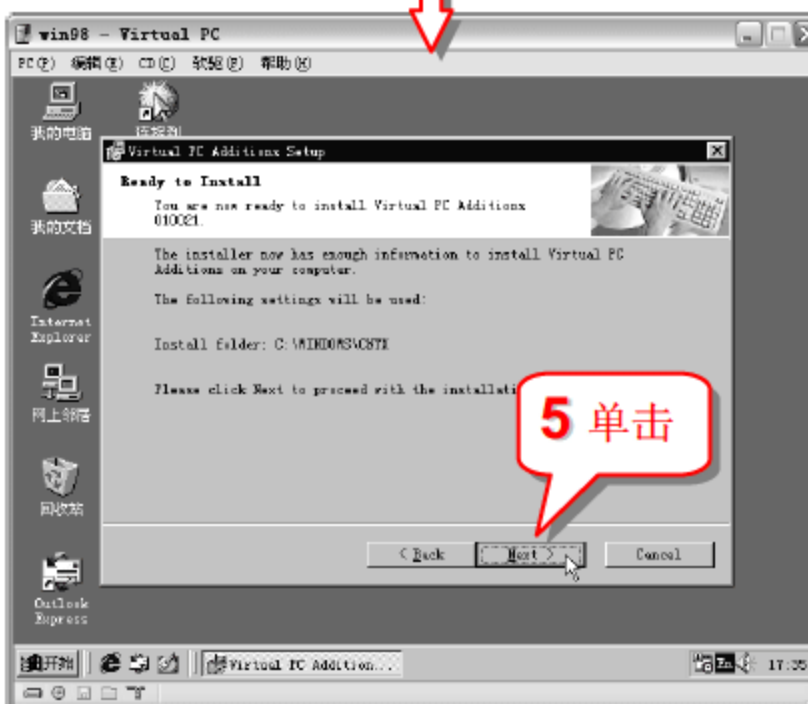 win98 - Virtual PC
PC(P) 编辑(E) CD(C) 软驱(F) 帮助(H)
我的电脑
连接到
Virtual PC Additions Setup
Ready to Install
You are now ready to install Virtual PC Additions
010021.
我的文档
The installer now has enough information to install Virtual PC
Additions on your computer.
The following settings will be used:
Internet
Explorer
Install folder: C:\WINDOWS\
Please click Next to proceed with the
5 单击
网上邻居
回收站
< Back
Next >
Cancel
Outlook
Express
开始
Virtual PC Addition...
En
17:35